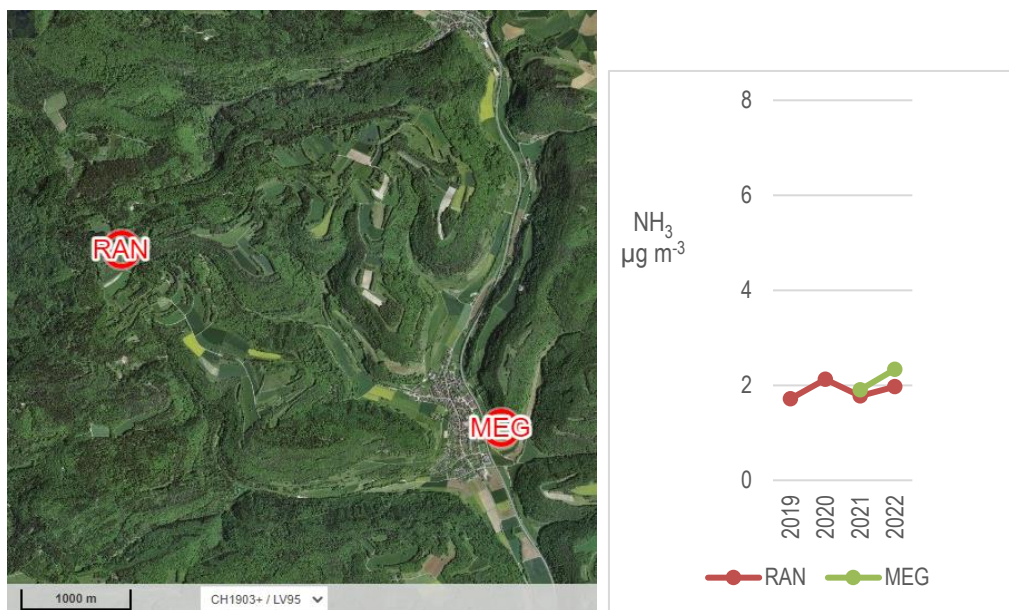 RAN
MEG
1000 m
CH1903+ / LV95
8
6
4
2
0
NH₃
µg m⁻³
2019
2020
2021
2022
RAN
MEG